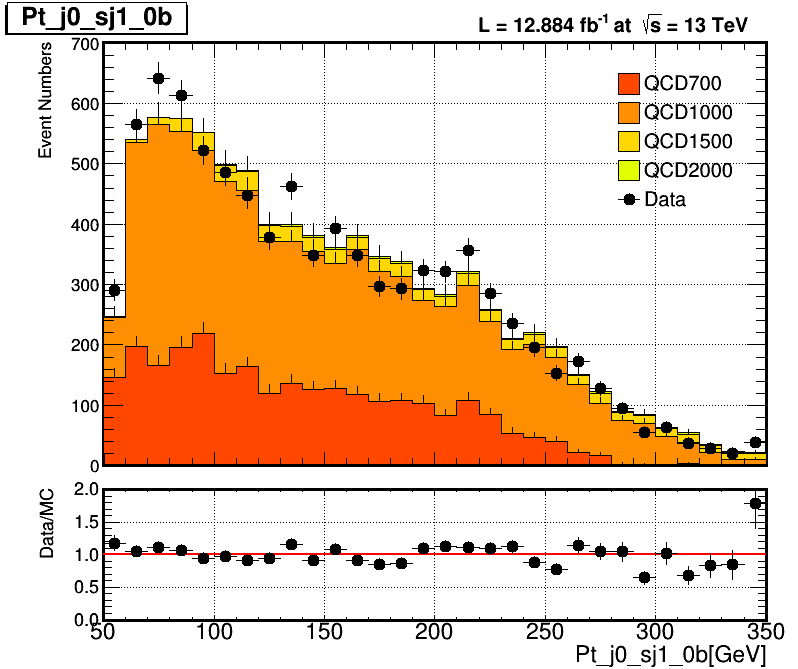 Pt_j0_sj1_0b
L = 12.884 fb⁻¹ at √s = 13 TeV
Event Numbers
700
600
500
400
300
200
100
0
QCD700
QCD1000
QCD1500
QCD2000
Data
Data/MC
2.0
1.5
1.0
0.5
0.0
50 100 150 200 250 300 350
Pt_j0_sj1_0b[GeV]